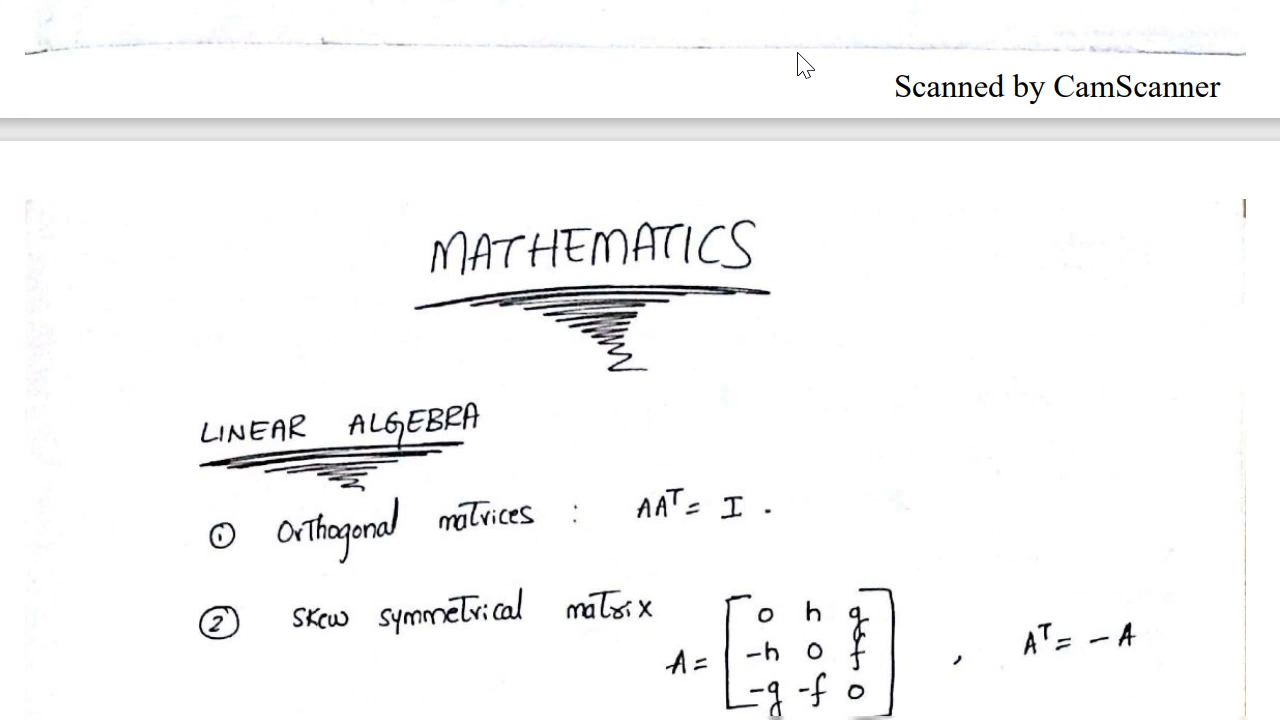 Scanned by CamScanner
MATHEMATICS
LINEAR ALGEBRA
① Orthogonal matrices : AAᵀ = I .
② Skew symmetrical matrix A = [ 0 h g
-h 0 f
-g -f 0 ] , Aᵀ = - A